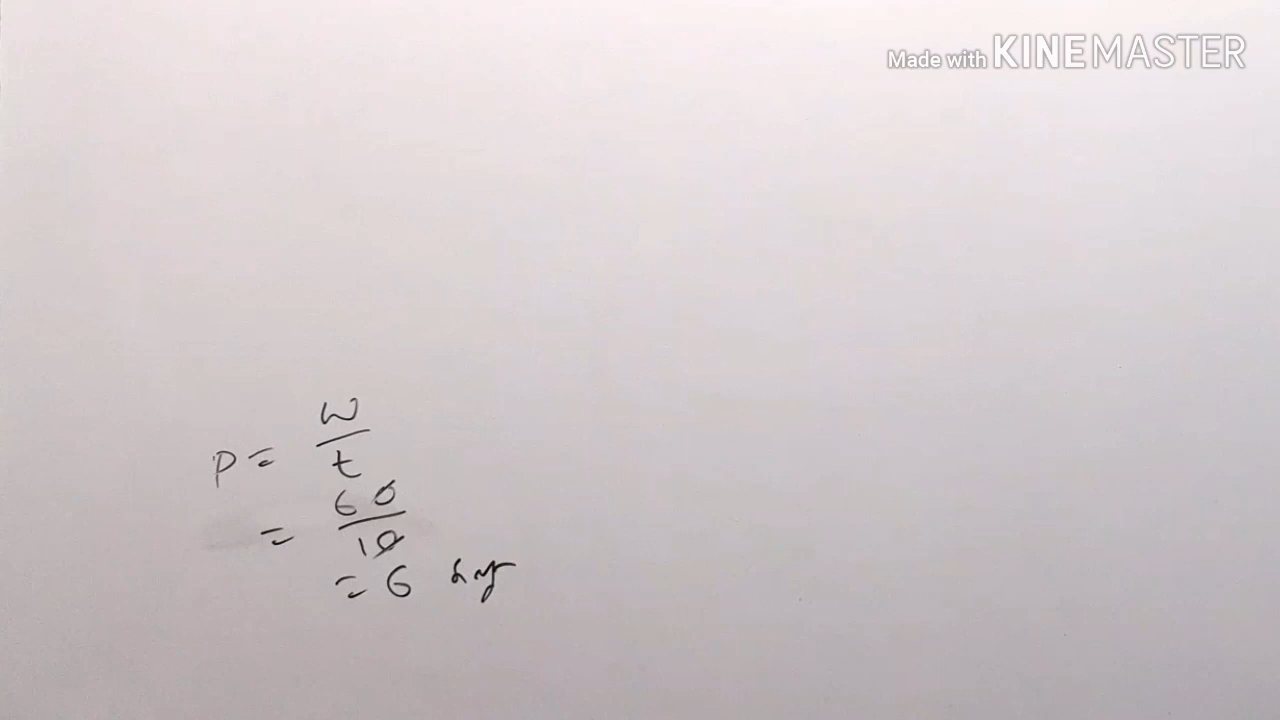 Made with KINEMASTER
P = W/t
= 60/10
= 6